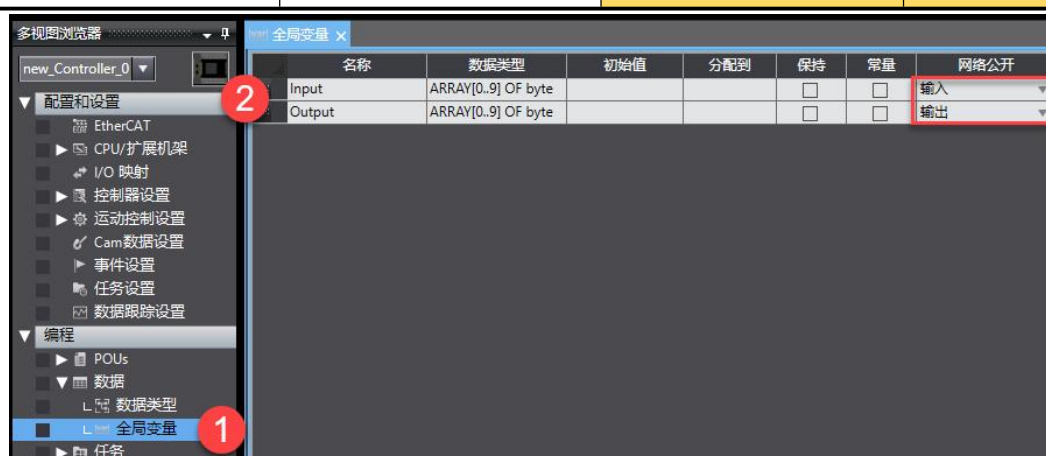 多视图浏览器
全局变量
new_Controller_0
名称 数据类型 初始值 分配到 保持 常量 网络公开
2
Input ARRAY[0..9] OF byte 输入
Output ARRAY[0..9] OF byte 输出
配置和设置
EtherCAT
CPU/扩展机架
I/O 映射
控制器设置
运动控制设置
Cam数据设置
事件设置
任务设置
数据跟踪设置
编程
POUs
数据
数据类型
全局变量
1
任务